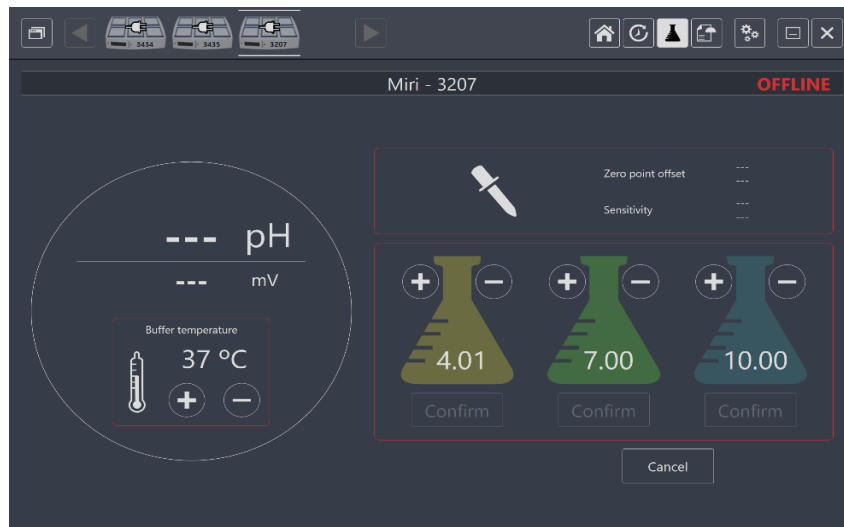 3434
3435
3207
Miri - 3207
OFFLINE
--- pH
--- mV
Buffer temperature
37 ºC
Zero point offset
---
---
Sensitivity
---
---
4.01
7.00
10.00
Confirm
Confirm
Confirm
Cancel